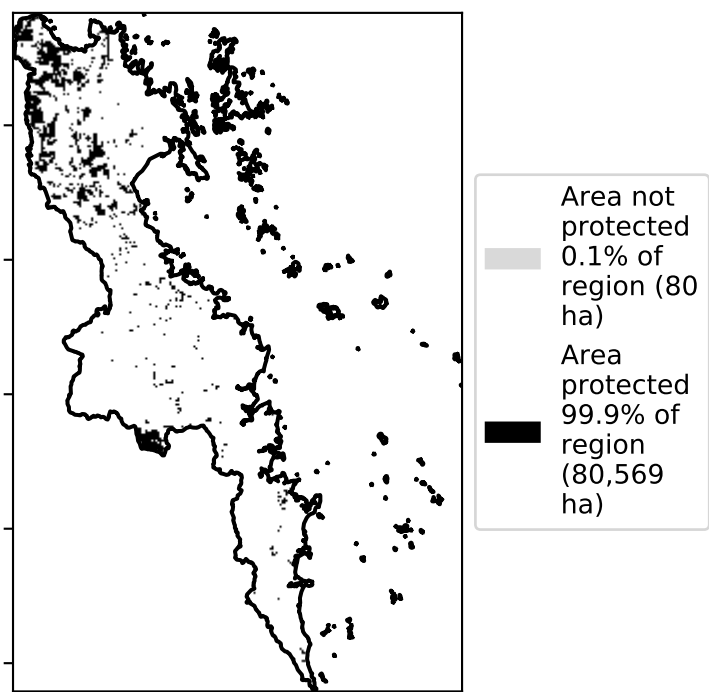 Area not
protected
0.1% of
region (80
ha)
Area
protected
99.9% of
region
(80,569
ha)